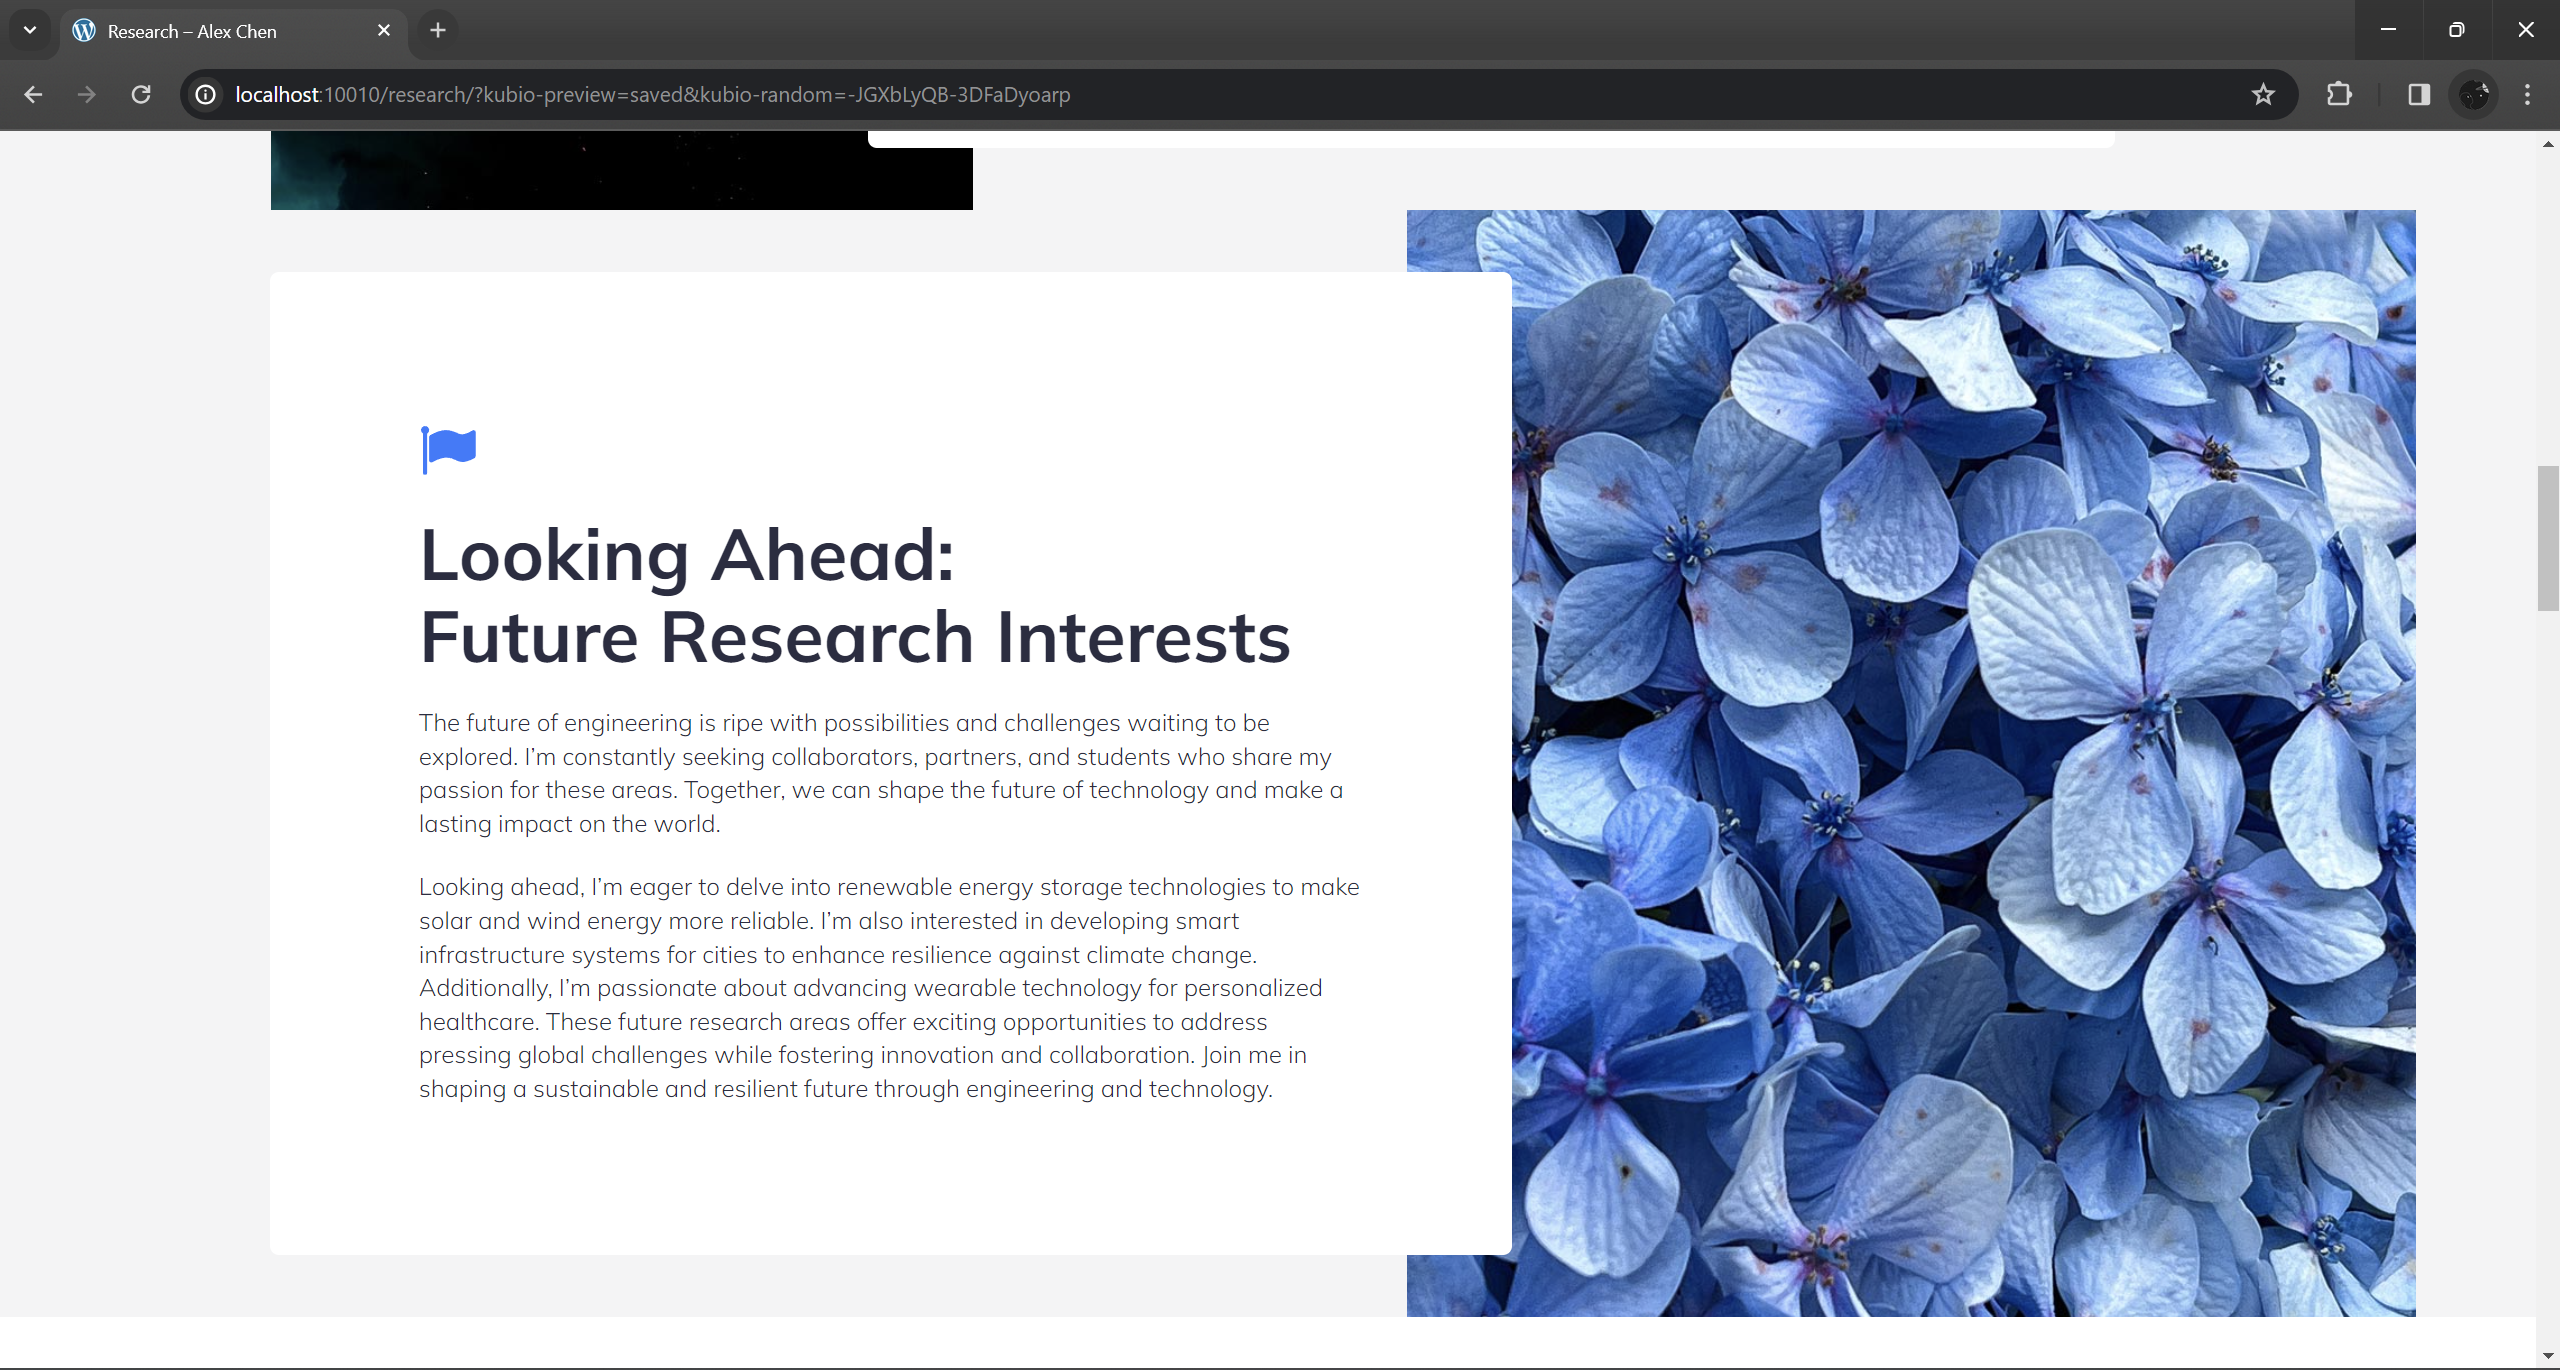 Research – Alex Chen
localhost:10010/research/?kubio-preview=saved&kubio-random=-JGXbLyQB-3DFaDyoarp
Looking Ahead:
Future Research Interests
The future of engineering is ripe with possibilities and challenges waiting to be
explored. I’m constantly seeking collaborators, partners, and students who share my
passion for these areas. Together, we can shape the future of technology and make a
lasting impact on the world.
Looking ahead, I’m eager to delve into renewable energy storage technologies to make
solar and wind energy more reliable. I’m also interested in developing smart
infrastructure systems for cities to enhance resilience against climate change.
Additionally, I’m passionate about advancing wearable technology for personalized
healthcare. These future research areas offer exciting opportunities to address
pressing global challenges while fostering innovation and collaboration. Join me in
shaping a sustainable and resilient future through engineering and technology.